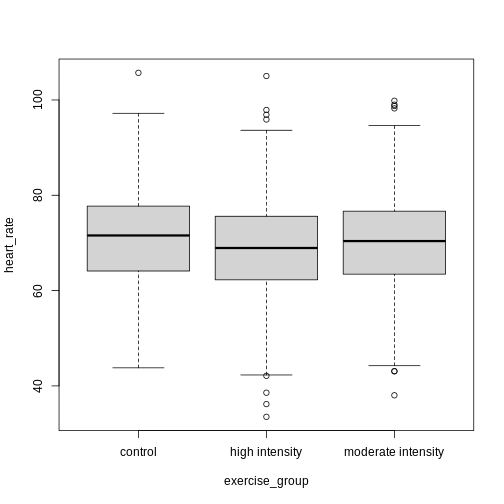 100
80
60
40
heart_rate
control
high intensity
moderate intensity
exercise_group